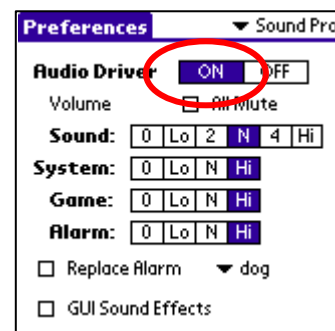 Preferences ▼ Sound Pro
Audio Driver ON OFF
Volume All Mute
Sound: 0 Lo 2 N 4 Hi
System: 0 Lo N Hi
Game: 0 Lo N Hi
Alarm: 0 Lo N Hi
Replace Alarm ▼ dog
GUI Sound Effects